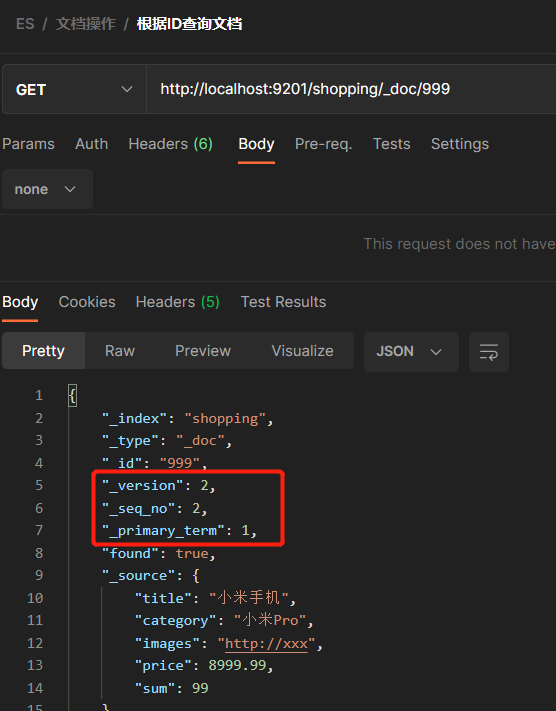 ES / 文档操作 / 根据ID查询文档
GET http://localhost:9201/shopping/_doc/999
Params Auth Headers (6) Body Pre-req. Tests Settings
none
This request does not have
Body Cookies Headers (5) Test Results
Pretty Raw Preview Visualize JSON
1 {
2 "_index": "shopping",
3 "_type": "_doc",
4 "_id": "999",
5 "_version": 2,
6 "_seq_no": 2,
7 "_primary_term": 1,
8 "found": true,
9 "_source": {
10 "title": "小米手机",
11 "category": "小米Pro",
12 "images": "http://xxx",
13 "price": 8999.99,
14 "sum": 99
15 }